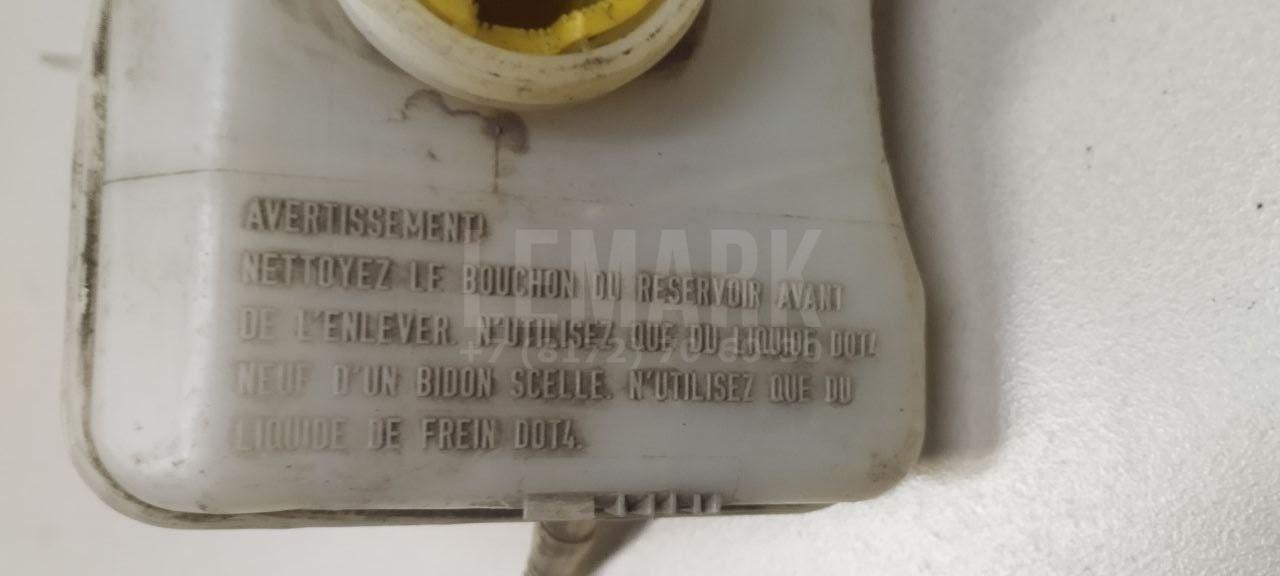 AVERTISSEMENT!
NETTOYEZ LE BOUCHON DU RESERVOIR AVANT
DE L'ENLEVER. N'UTILISEZ QUE DU LIQUIDE DOT4
NEUF D'UN BIDON SCELLE. N'UTILISEZ QUE DU
LIQUIDE DE FREIN DOT4.
LEMARK